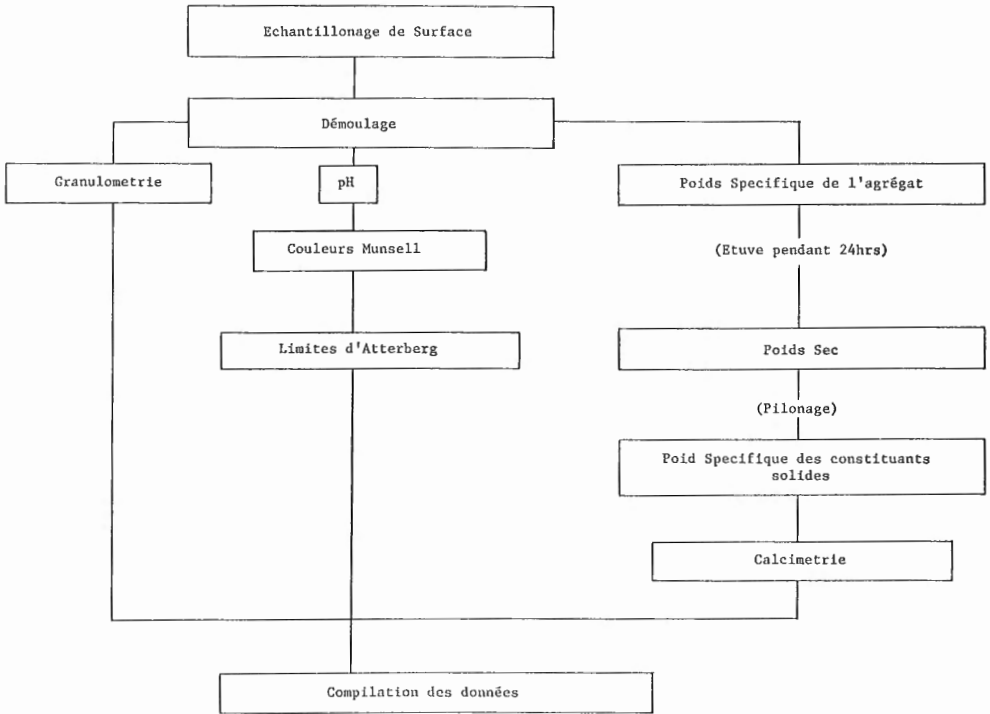 Echantillonage de Surface
Démoulage
Granulometrie
pH
Poids Specifique de l'agrégat
Couleurs Munsell
(Etuve pendant 24hrs)
Limites d'Atterberg
Poids Sec
(Pilonage)
Poid Specifique des constituants
solides
Calcimetrie
Compilation des données